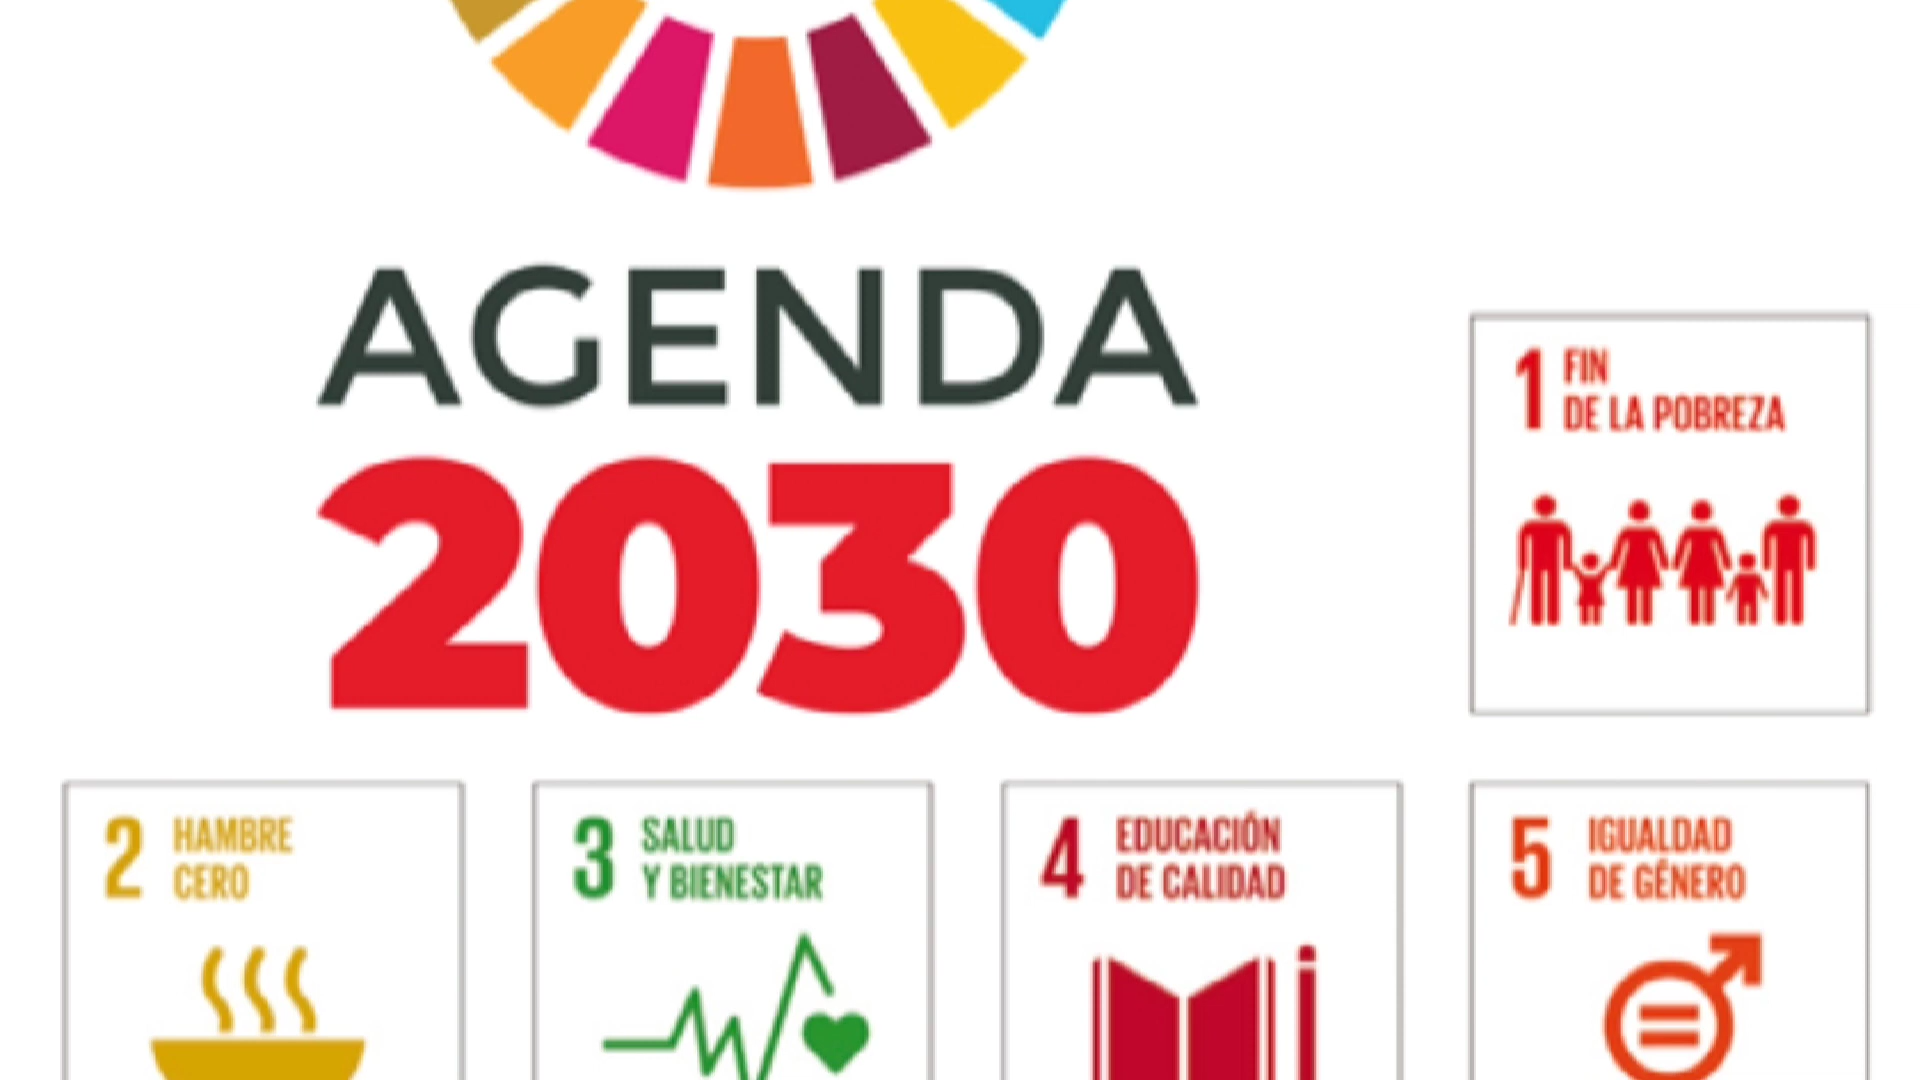 AGENDA
2030
1 FIN
DE LA POBREZA
2 HAMBRE
CERO
3 SALUD
Y BIENESTAR
4 EDUCACIÓN
DE CALIDAD
5 IGUALDAD
DE GÉNERO